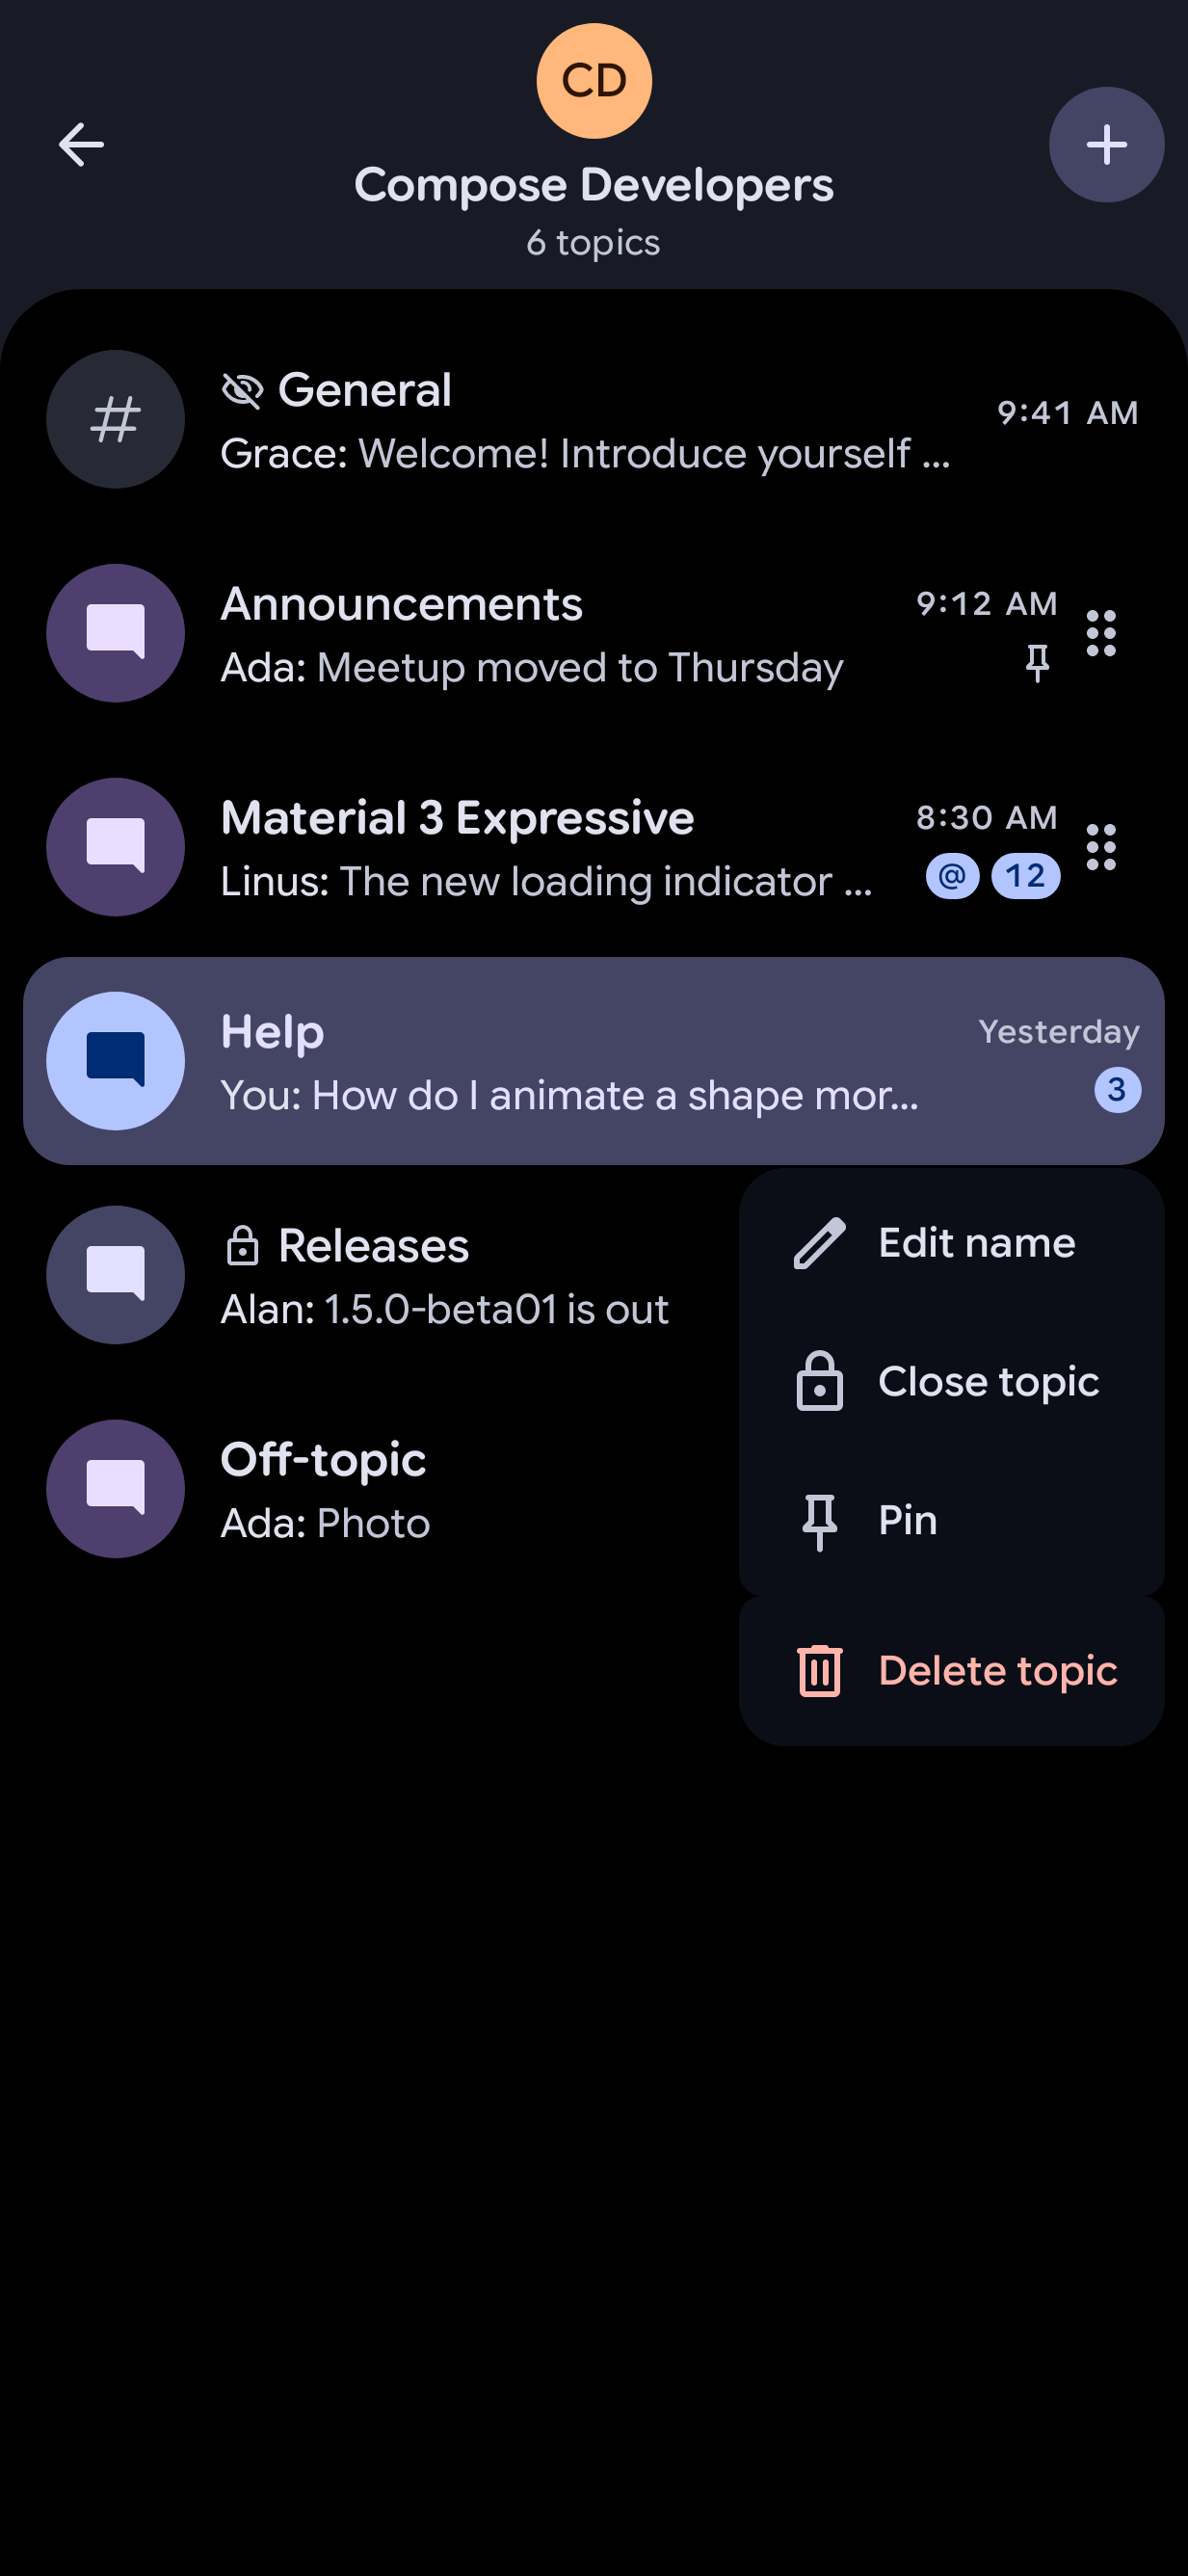 CD
Compose Developers
6 topics
General
9:41 AM
Grace: Welcome! Introduce yourself ...
Announcements
9:12 AM
Ada: Meetup moved to Thursday
Material 3 Expressive
8:30 AM
Linus: The new loading indicator ...
@ 12
Help
Yesterday
You: How do I animate a shape mor...
3
Releases
Alan: 1.5.0-beta01 is out
Off-topic
Ada: Photo
Edit name
Close topic
Pin
Delete topic